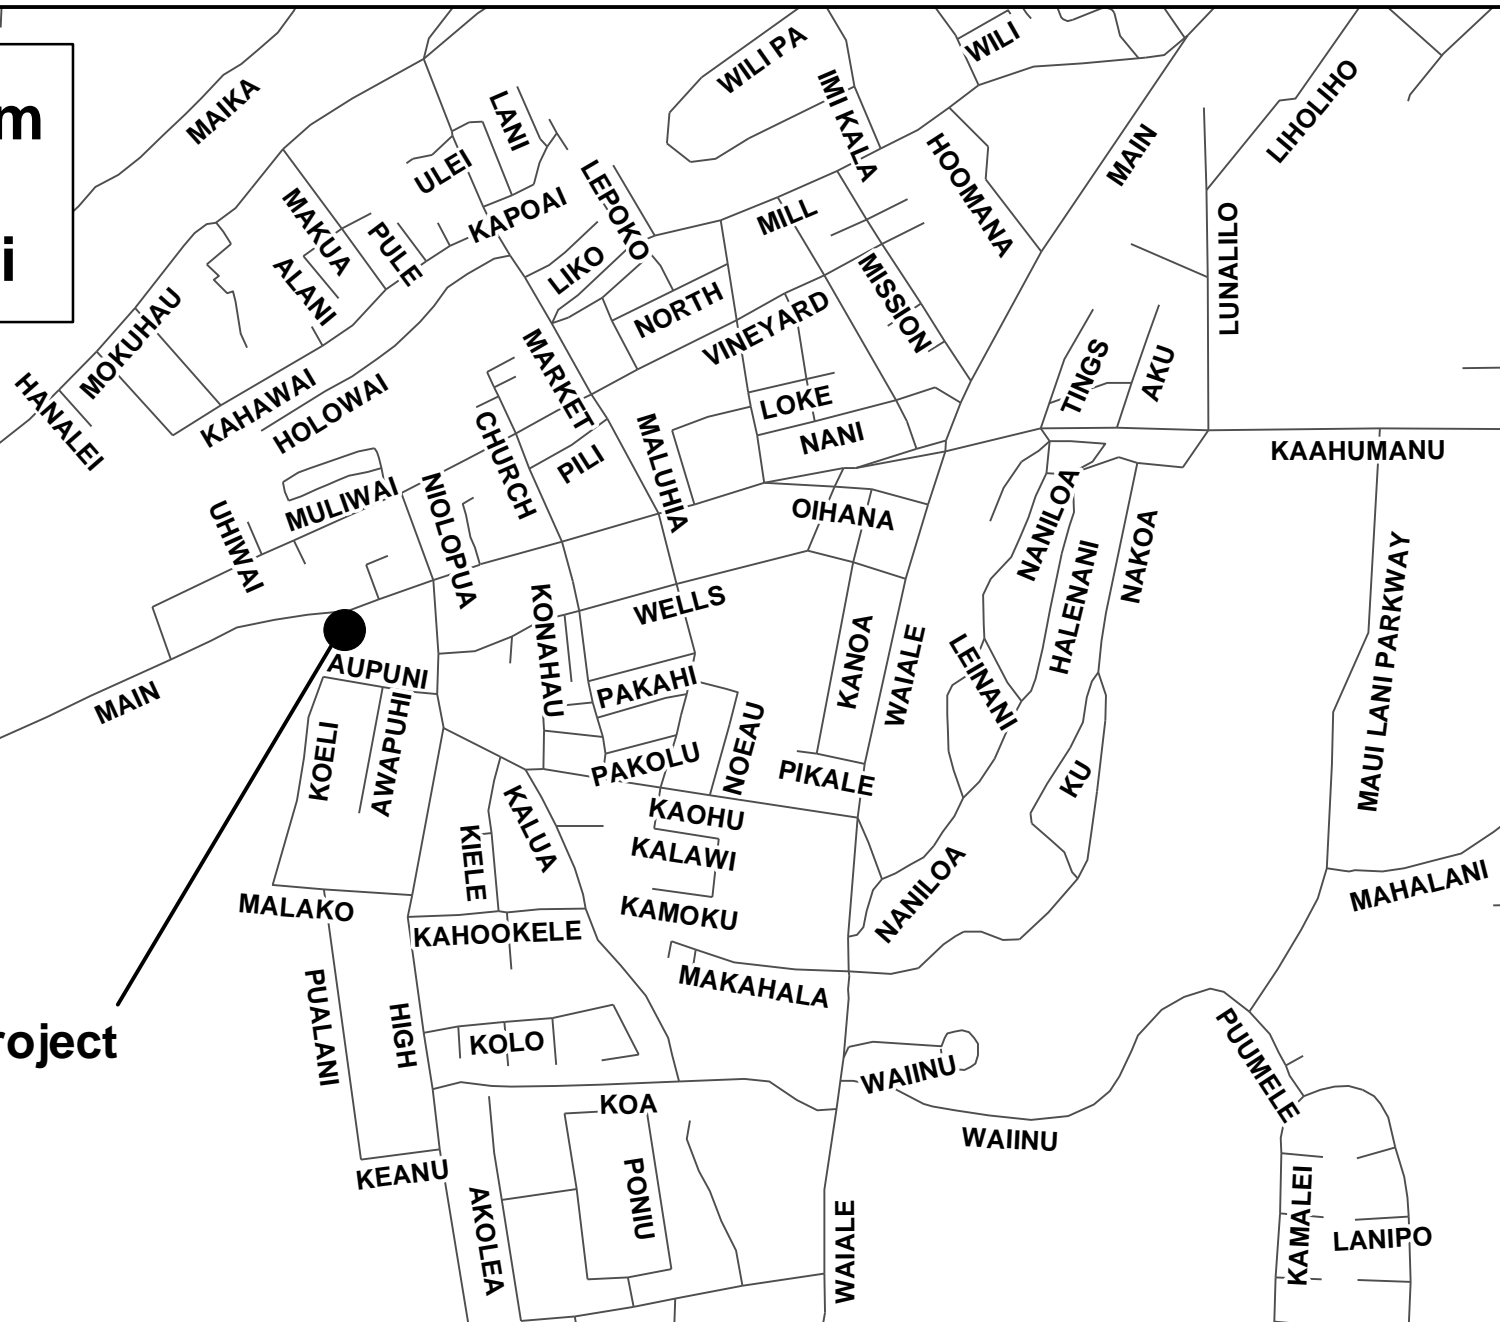 m
i
MAIKA
WILI PA
WILI
IMI KALA
LANI
ULEI
MAIN
LIHOLIHO
HOOMANA
MAKUA
PULE
KAPOAI
LEPOKO
MILL
ALANI
LIKO
MISSION
LUNALILO
MOKUHAU
NORTH
VINEYARD
HANALEI
KAHAWAI
HOLOWAI
MARKET
TINGS
AKU
LOKE
NANI
CHURCH
PILI
MALUHIA
KAAHUMANU
MULIWAI
UHIWAI
NIOLOPUA
OIHANA
NANILOA
NAKOA
HALENANI
MAUI LANI PARKWAY
WELLS
KONAHAU
KANOA
WAIALE
LEINANI
AUPUNI
MAIN
PAKAHI
KOELI
AWAPUHI
NOEAU
PAKOLU
PIKALE
KU
KAOHU
KALUA
KIELE
KALAWI
NANILOA
MAHALANI
MALAKO
KAMOKU
KAHOOKELE
MAKAHALA
PUALANI
HIGH
KOLO
roject
WAIINU
PUUMELE
KOA
WAIINU
KEANU
PONIU
AKOLEA
WAIALE
KAMALEI
LANIPO